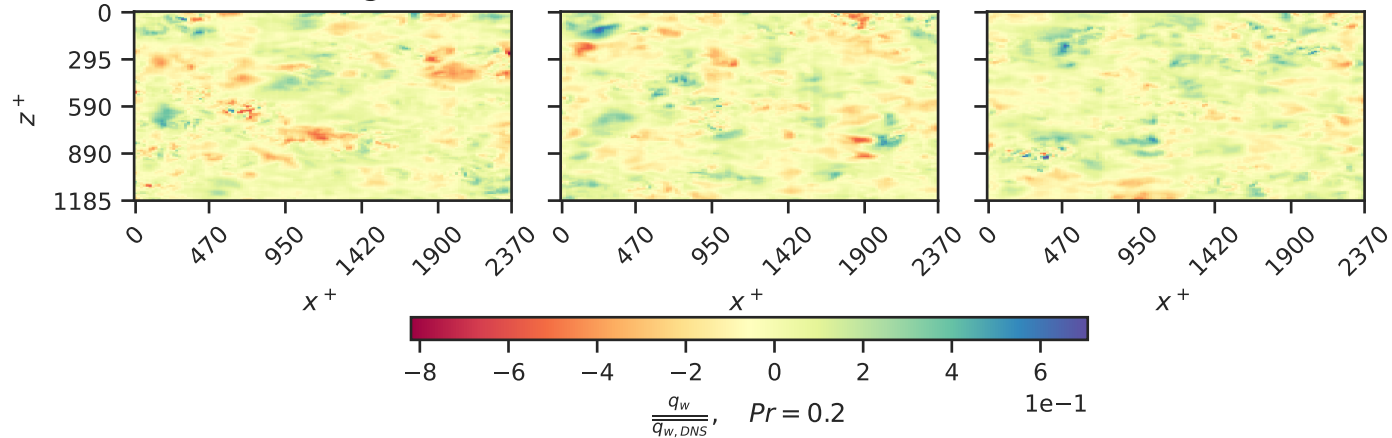 0
295
590
890
1185
z⁺
0 470 950 1420 1900 2370 0 470 950 1420 1900 2370 0 470 950 1420 1900 2370
x⁺ x⁺ x⁺
−8 −6 −4 −2 0 2 4 6
1e−1
q_w / q̅_{w,DNS}, Pr = 0.2